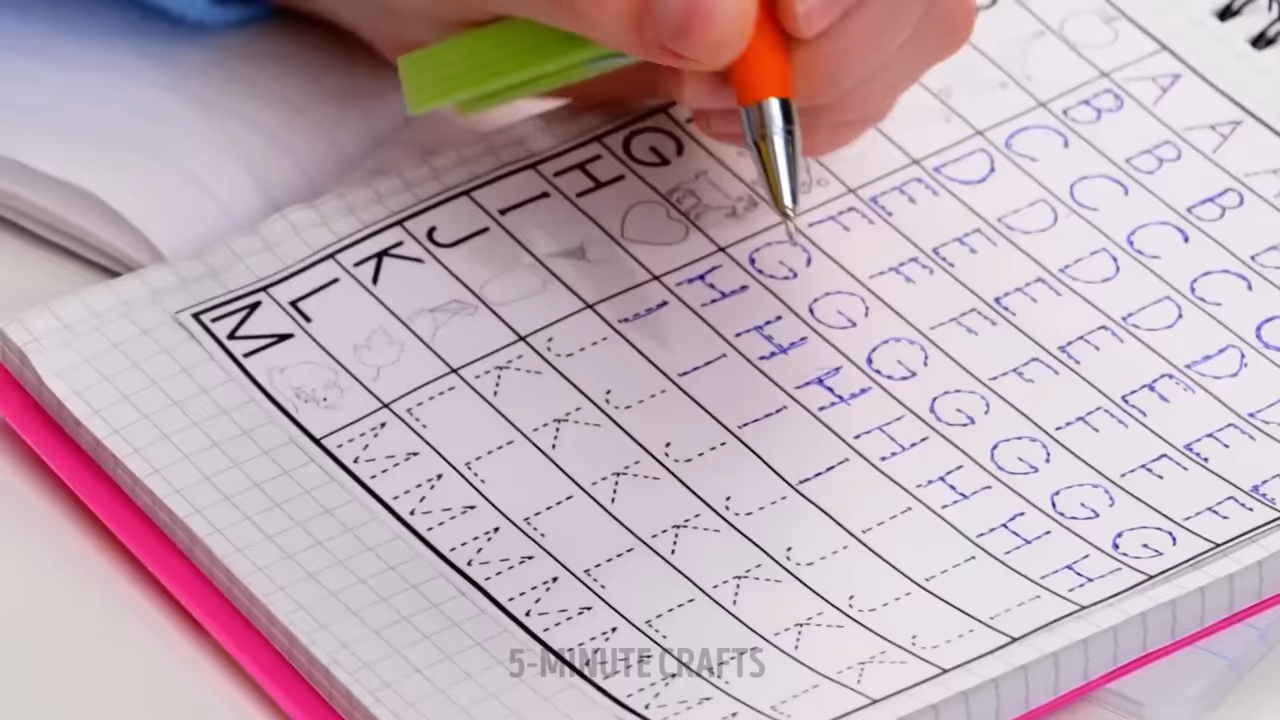 A A A
B B B
C C C C C
D D D D D D
E E E E E E E
F F F F F F F
G G G G G G G G
H H H H H H H H
I I I I I I I I
J J J J J J J J
K K K K K K K K
L L L L L L L L
M M M M M M M
5-MINUTE CRAFTS